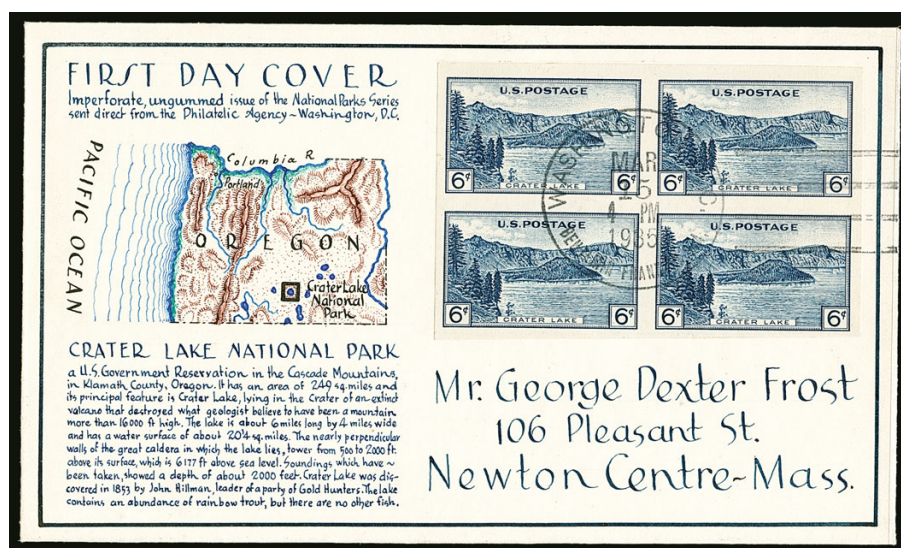 FIRST DAY COVER
Imperforate, ungummed issue of the National Parks Series
sent direct from the Philatelic Agency ~ Washington, D.C.
PACIFIC OCEAN
Columbia R
Portland
OREGON
Crater Lake
National
Park
CRATER LAKE NATIONAL PARK
a U.S. Government Reservation in the Cascade Mountains,
in Klamath County, Oregon. It has an area of 249 sq. miles and
its principal feature is Crater Lake, lying in the Crater of an extinct
volcano that destroyed what geologist believe to have been a mountain
more than 16000 ft high. The lake is about 6 miles long by 4 miles wide
and has a water surface of about 20¼ sq. miles. The nearly perpendicular
walls of the great caldera in which the lake lies, tower from 500 to 2000 ft.
above its surface, which is 6177 ft above sea level. Soundings which have ~
been taken, showed a depth of about 2000 feet. Crater Lake was dis-
covered in 1853 by John Hillman, leader of a party of Gold Hunters. The lake
contains an abundance of rainbow trout, but there are no other fish.
U.S. POSTAGE
6¢ CRATER LAKE 6¢
U.S. POSTAGE
6¢ CRATER LAKE 6¢
U.S. POSTAGE
6¢ CRATER LAKE 6¢
U.S. POSTAGE
6¢ CRATER LAKE 6¢
WASHINGTO
MAR
15
4 PM
1935
FRAN
Mr. George Dexter Frost
106 Pleasant St.
Newton Centre ~ Mass.